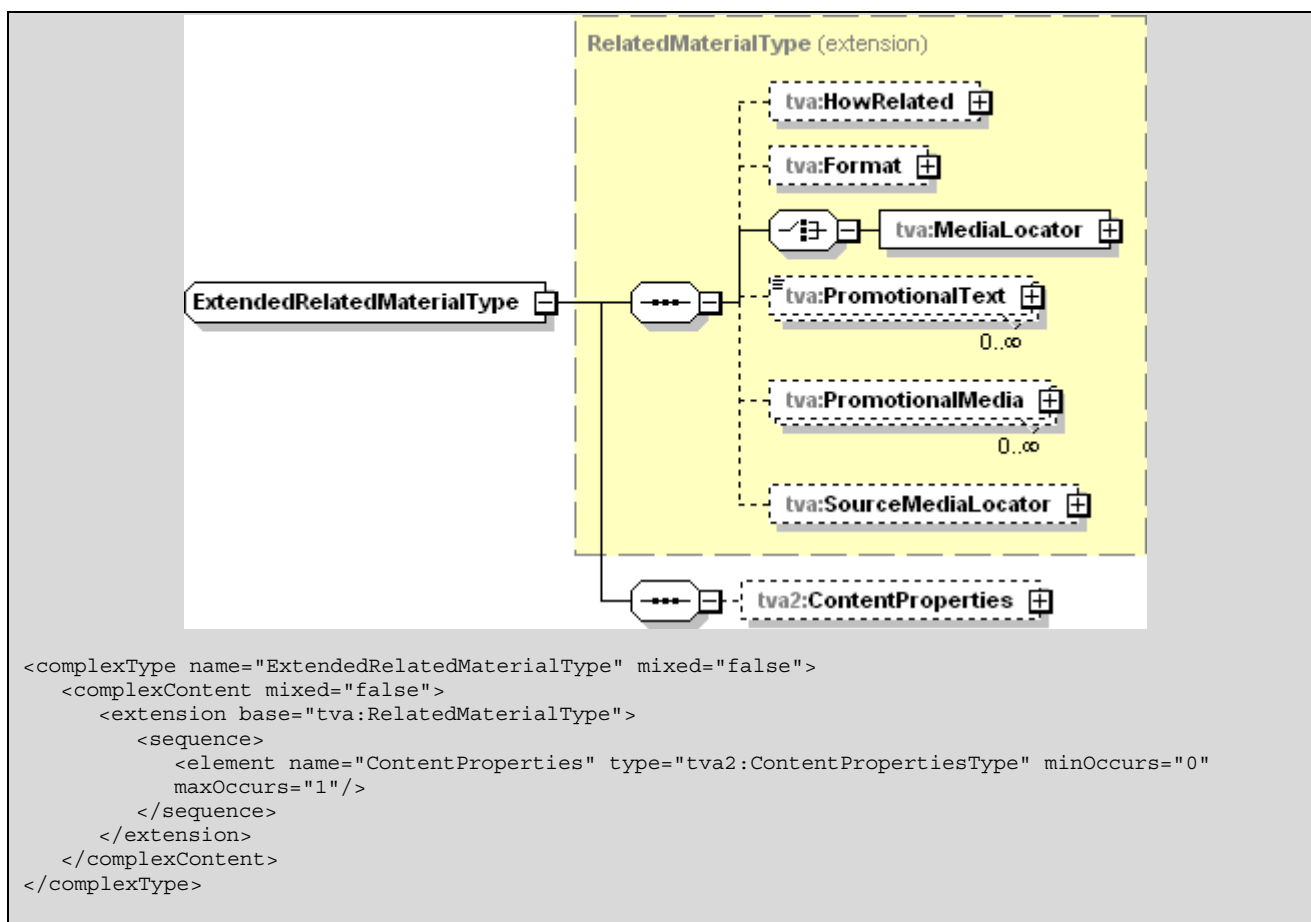 RelatedMaterialType (extension)
tva:HowRelated
tva:Format
tva:MediaLocator
ExtendedRelatedMaterialType
tva:PromotionalText
0..∞
tva:PromotionalMedia
0..∞
tva:SourceMediaLocator
tva2:ContentProperties
<complexType name="ExtendedRelatedMaterialType" mixed="false">
   <complexContent mixed="false">
      <extension base="tva:RelatedMaterialType">
         <sequence>
            <element name="ContentProperties" type="tva2:ContentPropertiesType" minOccurs="0"
            maxOccurs="1"/>
         </sequence>
      </extension>
   </complexContent>
</complexType>